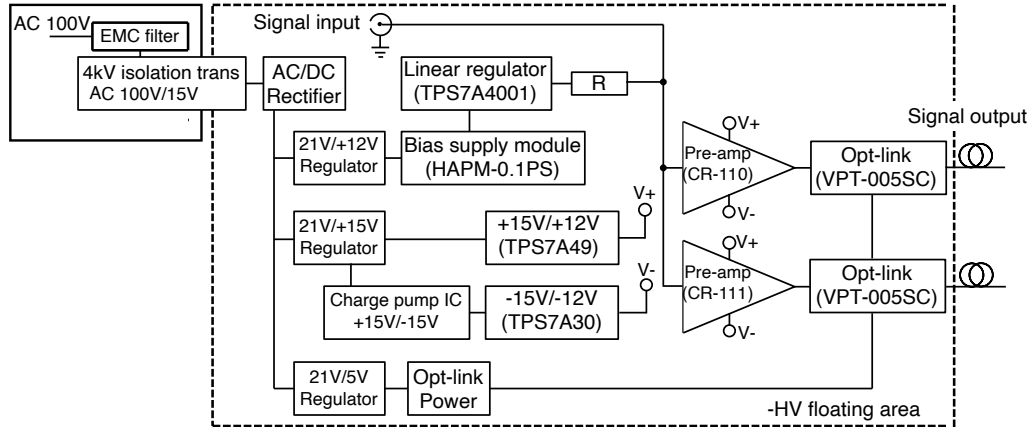 AC 100V
EMC filter
4kV isolation trans
AC 100V/15V
AC/DC
Rectifier
Signal input
Linear regulator
(TPS7A4001)
R
21V/+12V
Regulator
Bias supply module
(HAPM-0.1PS)
V+
Pre-amp
(CR-110)
V-
Opt-link
(VPT-005SC)
Signal output
21V/+15V
Regulator
+15V/+12V
(TPS7A49)
V+
Charge pump IC
+15V/-15V
-15V/-12V
(TPS7A30)
V-
V+
Pre-amp
(CR-111)
V-
Opt-link
(VPT-005SC)
21V/5V
Regulator
Opt-link
Power
-HV floating area